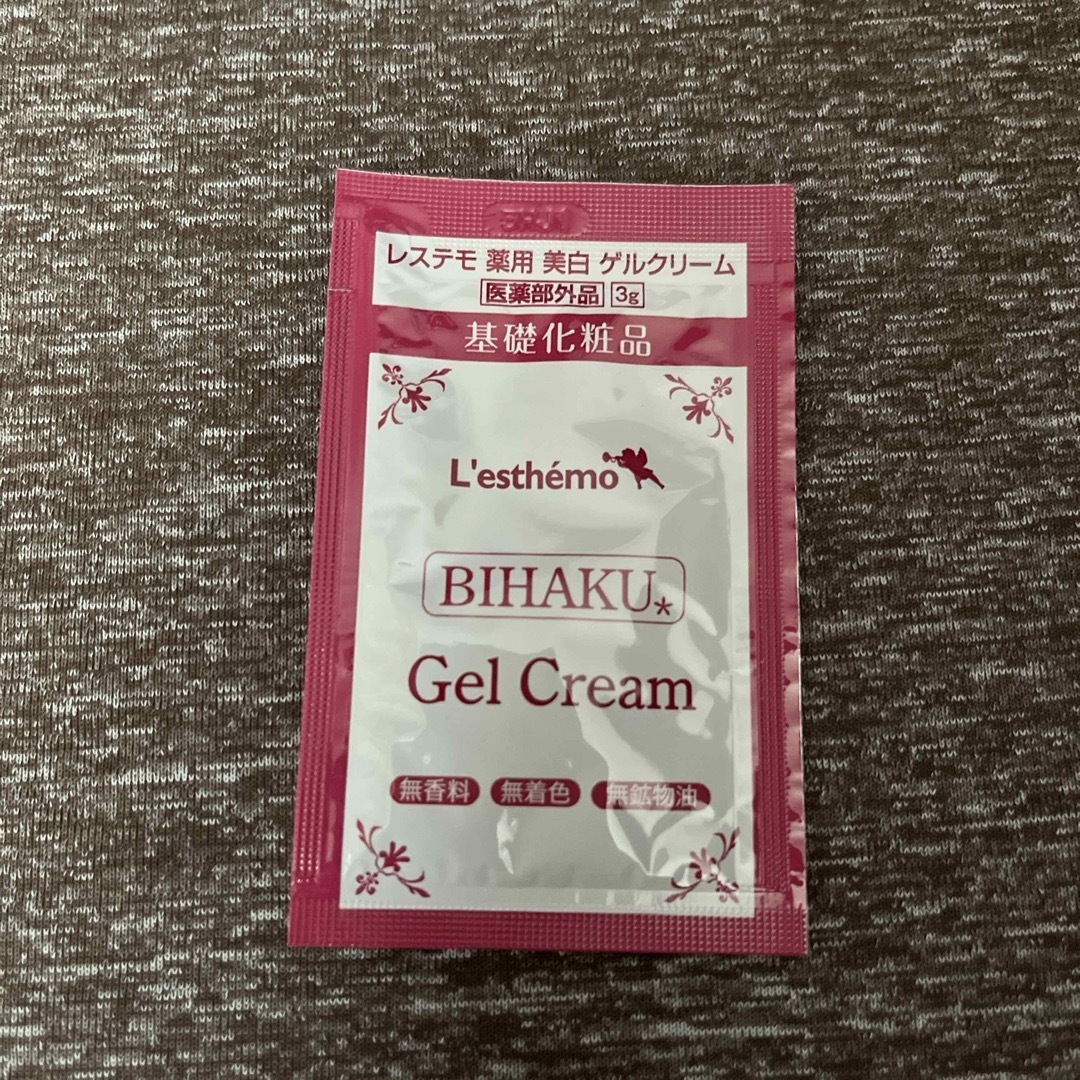 レステモ 薬用 美白 ゲルクリーム
医薬部外品 3g
基礎化粧品
L'esthémo
BIHAKU*
Gel Cream
無香料 無着色 無鉱物油